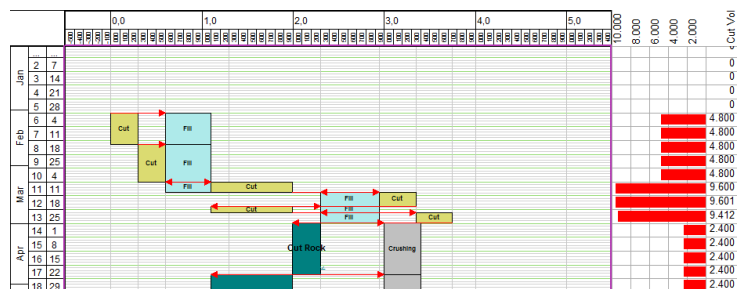 0,0 1,0 2,0 3,0 4,0 5,0 10.000 8.000 6.000 4.000 2.000 Cut Vol
... ...
Jan 2 7 0
3 14 0
4 21 0
5 28 0
Feb 6 4 Cut Fill 4.800
7 11 4.800
8 18 4.800
9 25 Cut Fill 4.800
Mar 10 4 4.800
11 11 Fill Cut 9.600
12 18 Fill Cut 9.601
Cut Fill
13 25 Fill Cut 9.412
Apr 14 1 2.400
15 8 Cut Rock Crushing 2.400
16 15 2.400
17 22 2.400
18 29 2.400